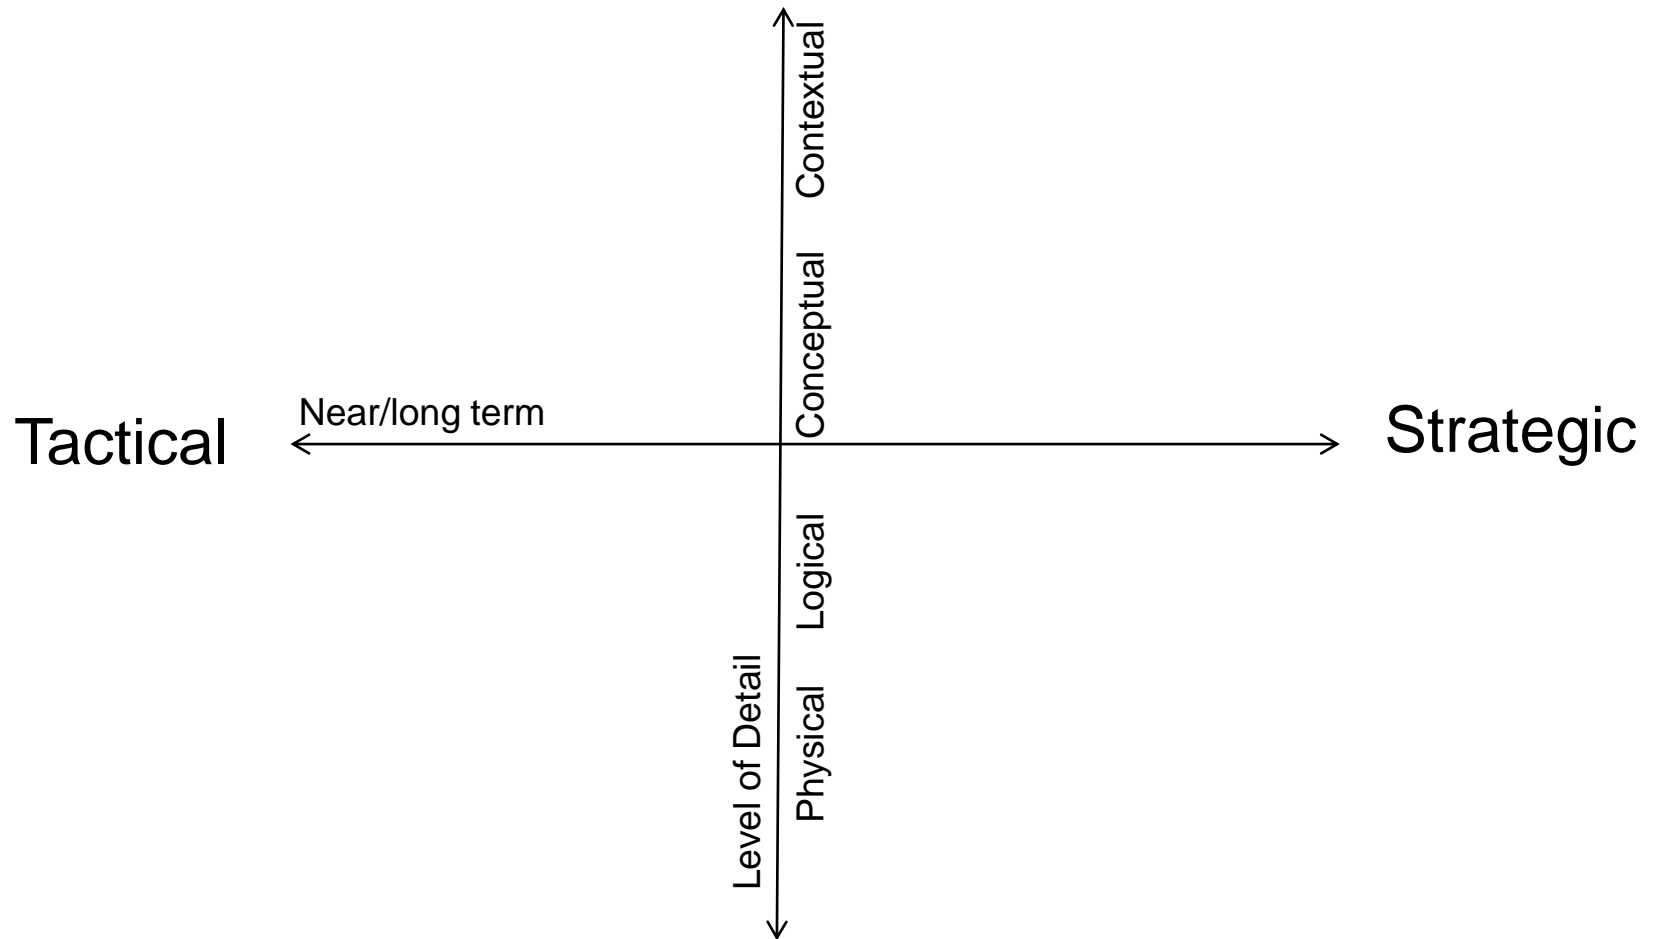 Contextual
Conceptual
Near/long term
Tactical
Strategic
Logical
Level of Detail
Physical